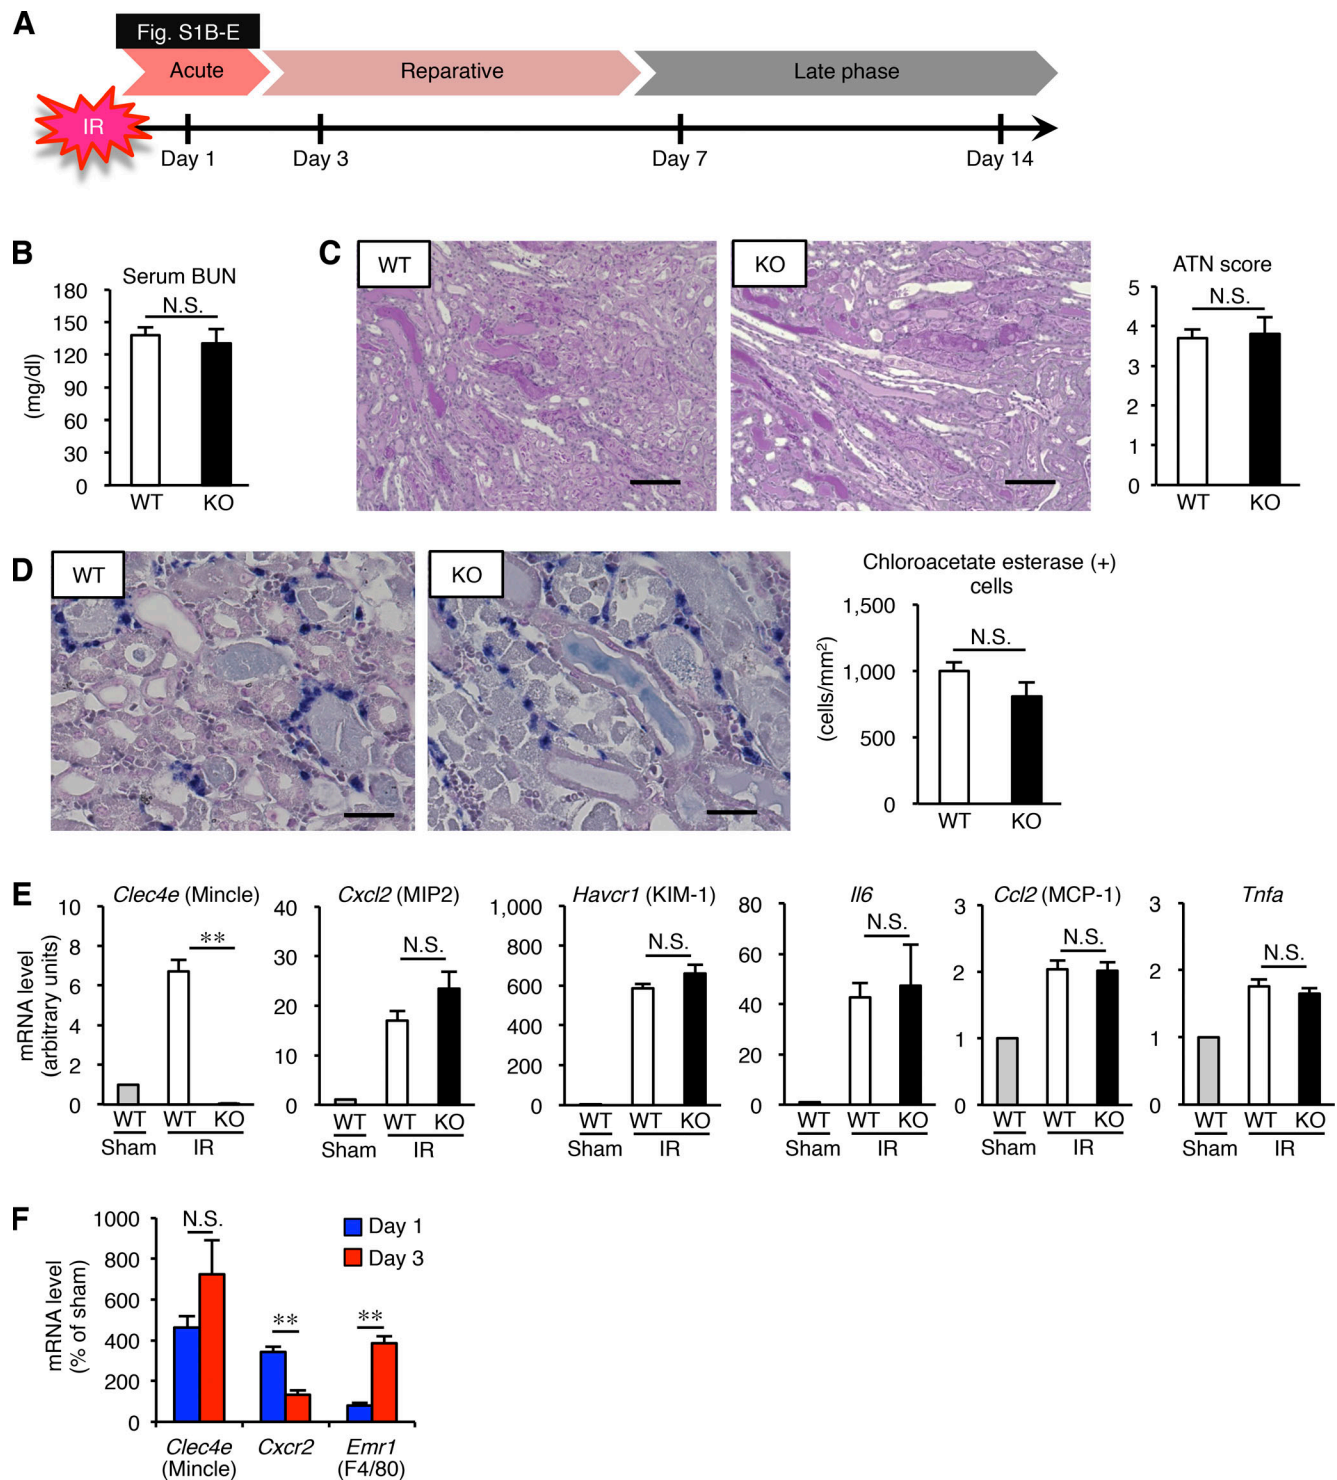 A
Fig. S1B-E
Acute
Reparative
Late phase
IR
Day 1
Day 3
Day 7
Day 14
B
Serum BUN
(mg/dl)
180
150
120
90
60
30
0
N.S.
WT
KO
C
WT
KO
ATN score
5
4
3
2
1
0
N.S.
WT
KO
D
WT
KO
Chloroacetate esterase (+)
cells
(cells/mm²)
1,500
1,000
500
0
N.S.
WT
KO
E
mRNA level
(arbitrary units)
Clec4e (Mincle)
10
8
6
4
2
0
**
WT
WT
KO
Sham
IR
Cxcl2 (MIP2)
40
30
20
10
0
N.S.
WT
WT
KO
Sham
IR
Havcr1 (KIM-1)
1,000
800
600
400
200
0
N.S.
WT
WT
KO
Sham
IR
Il6
80
60
40
20
0
N.S.
WT
WT
KO
Sham
IR
Ccl2 (MCP-1)
3
2
1
0
N.S.
WT
WT
KO
Sham
IR
Tnfa
3
2
1
0
N.S.
WT
WT
KO
Sham
IR
F
mRNA level
(% of sham)
1000
800
600
400
200
0
N.S.
**
**
Day 1
Day 3
Clec4e
(Mincle)
Cxcr2
Emr1
(F4/80)